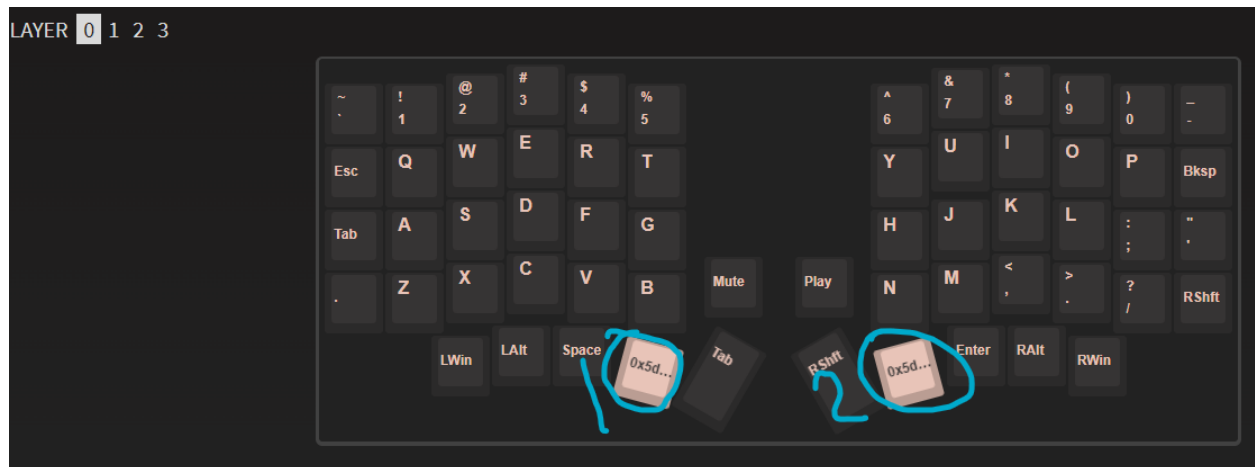 LAYER 0 1 2 3
~ ! @ # $ % ^ & * ( ) _
` 1 2 3 4 5 6 7 8 9 0 -
Esc Q W E R T Y U I O P Bksp
Tab A S D F G H J K L : "
; '
. Z X C V B Mute Play N M < > ? RShft
, . /
LWin LAlt Space 0x5d... Tab RShft 0x5d... Enter RAlt RWin
1 2